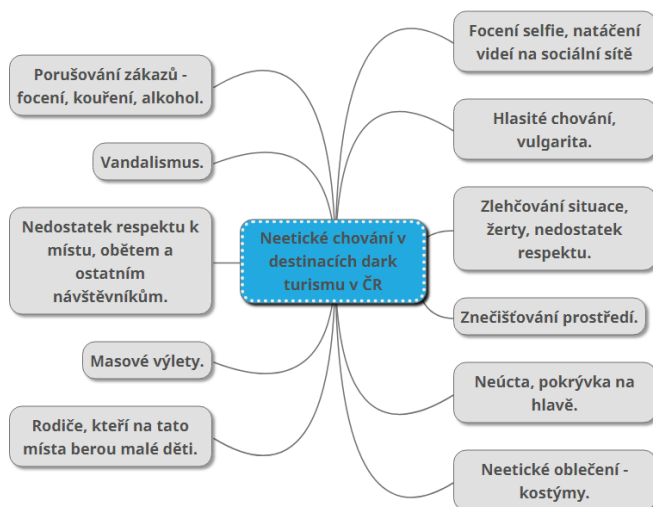 Porušování zákazů -
focení, kouření, alkohol.
Vandalismus.
Nedostatek respektu k
místu, obětem a
ostatním
návštěvníkům.
Masové výlety.
Rodiče, kteří na tato
místa berou malé děti.
Neetické chování v
destinacích dark
turismu v ČR
Focení selfie, natáčení
videí na sociální sítě
Hlasité chování,
vulgarita.
Zlehčování situace,
žerty, nedostatek
respektu.
Znečišťování prostředí.
Neúcta, pokrývka na
hlavě.
Neetické oblečení -
kostýmy.